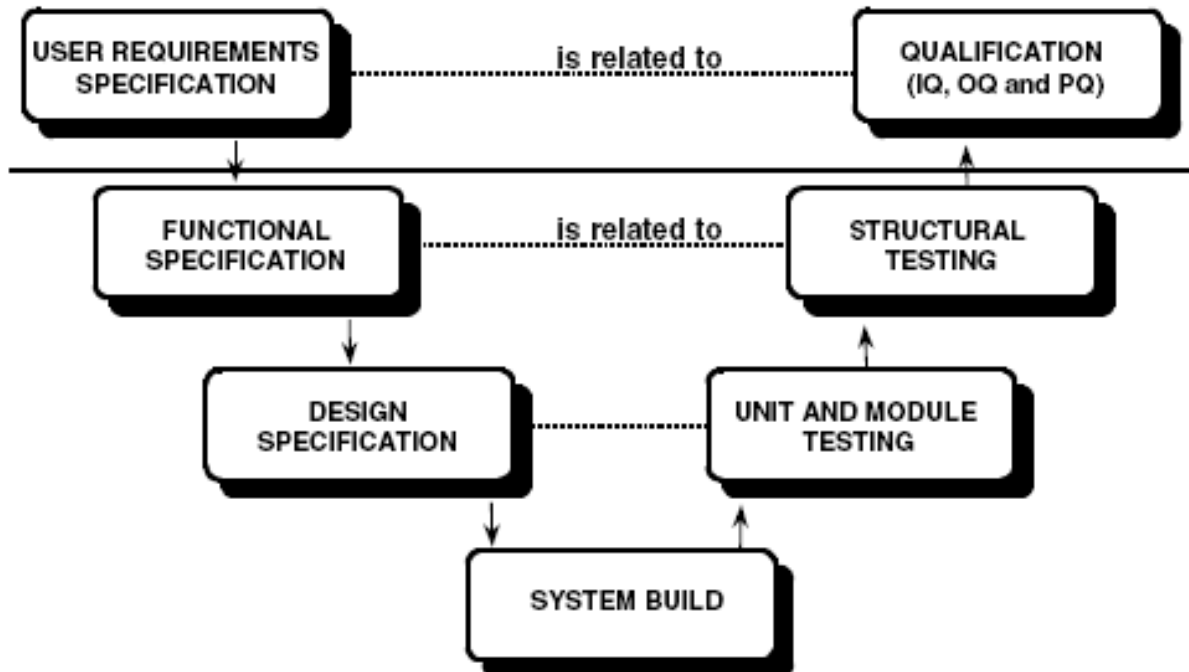 USER REQUIREMENTS
SPECIFICATION
is related to
QUALIFICATION
(IQ, OQ and PQ)
FUNCTIONAL
SPECIFICATION
is related to
STRUCTURAL
TESTING
DESIGN
SPECIFICATION
UNIT AND MODULE
TESTING
SYSTEM BUILD